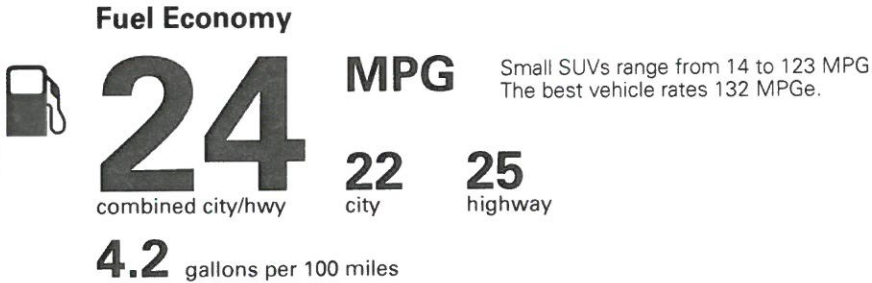 Fuel Economy
24 MPG
Small SUVs range from 14 to 123 MPG
The best vehicle rates 132 MPGe.
combined city/hwy
22 city
25 highway
4.2 gallons per 100 miles